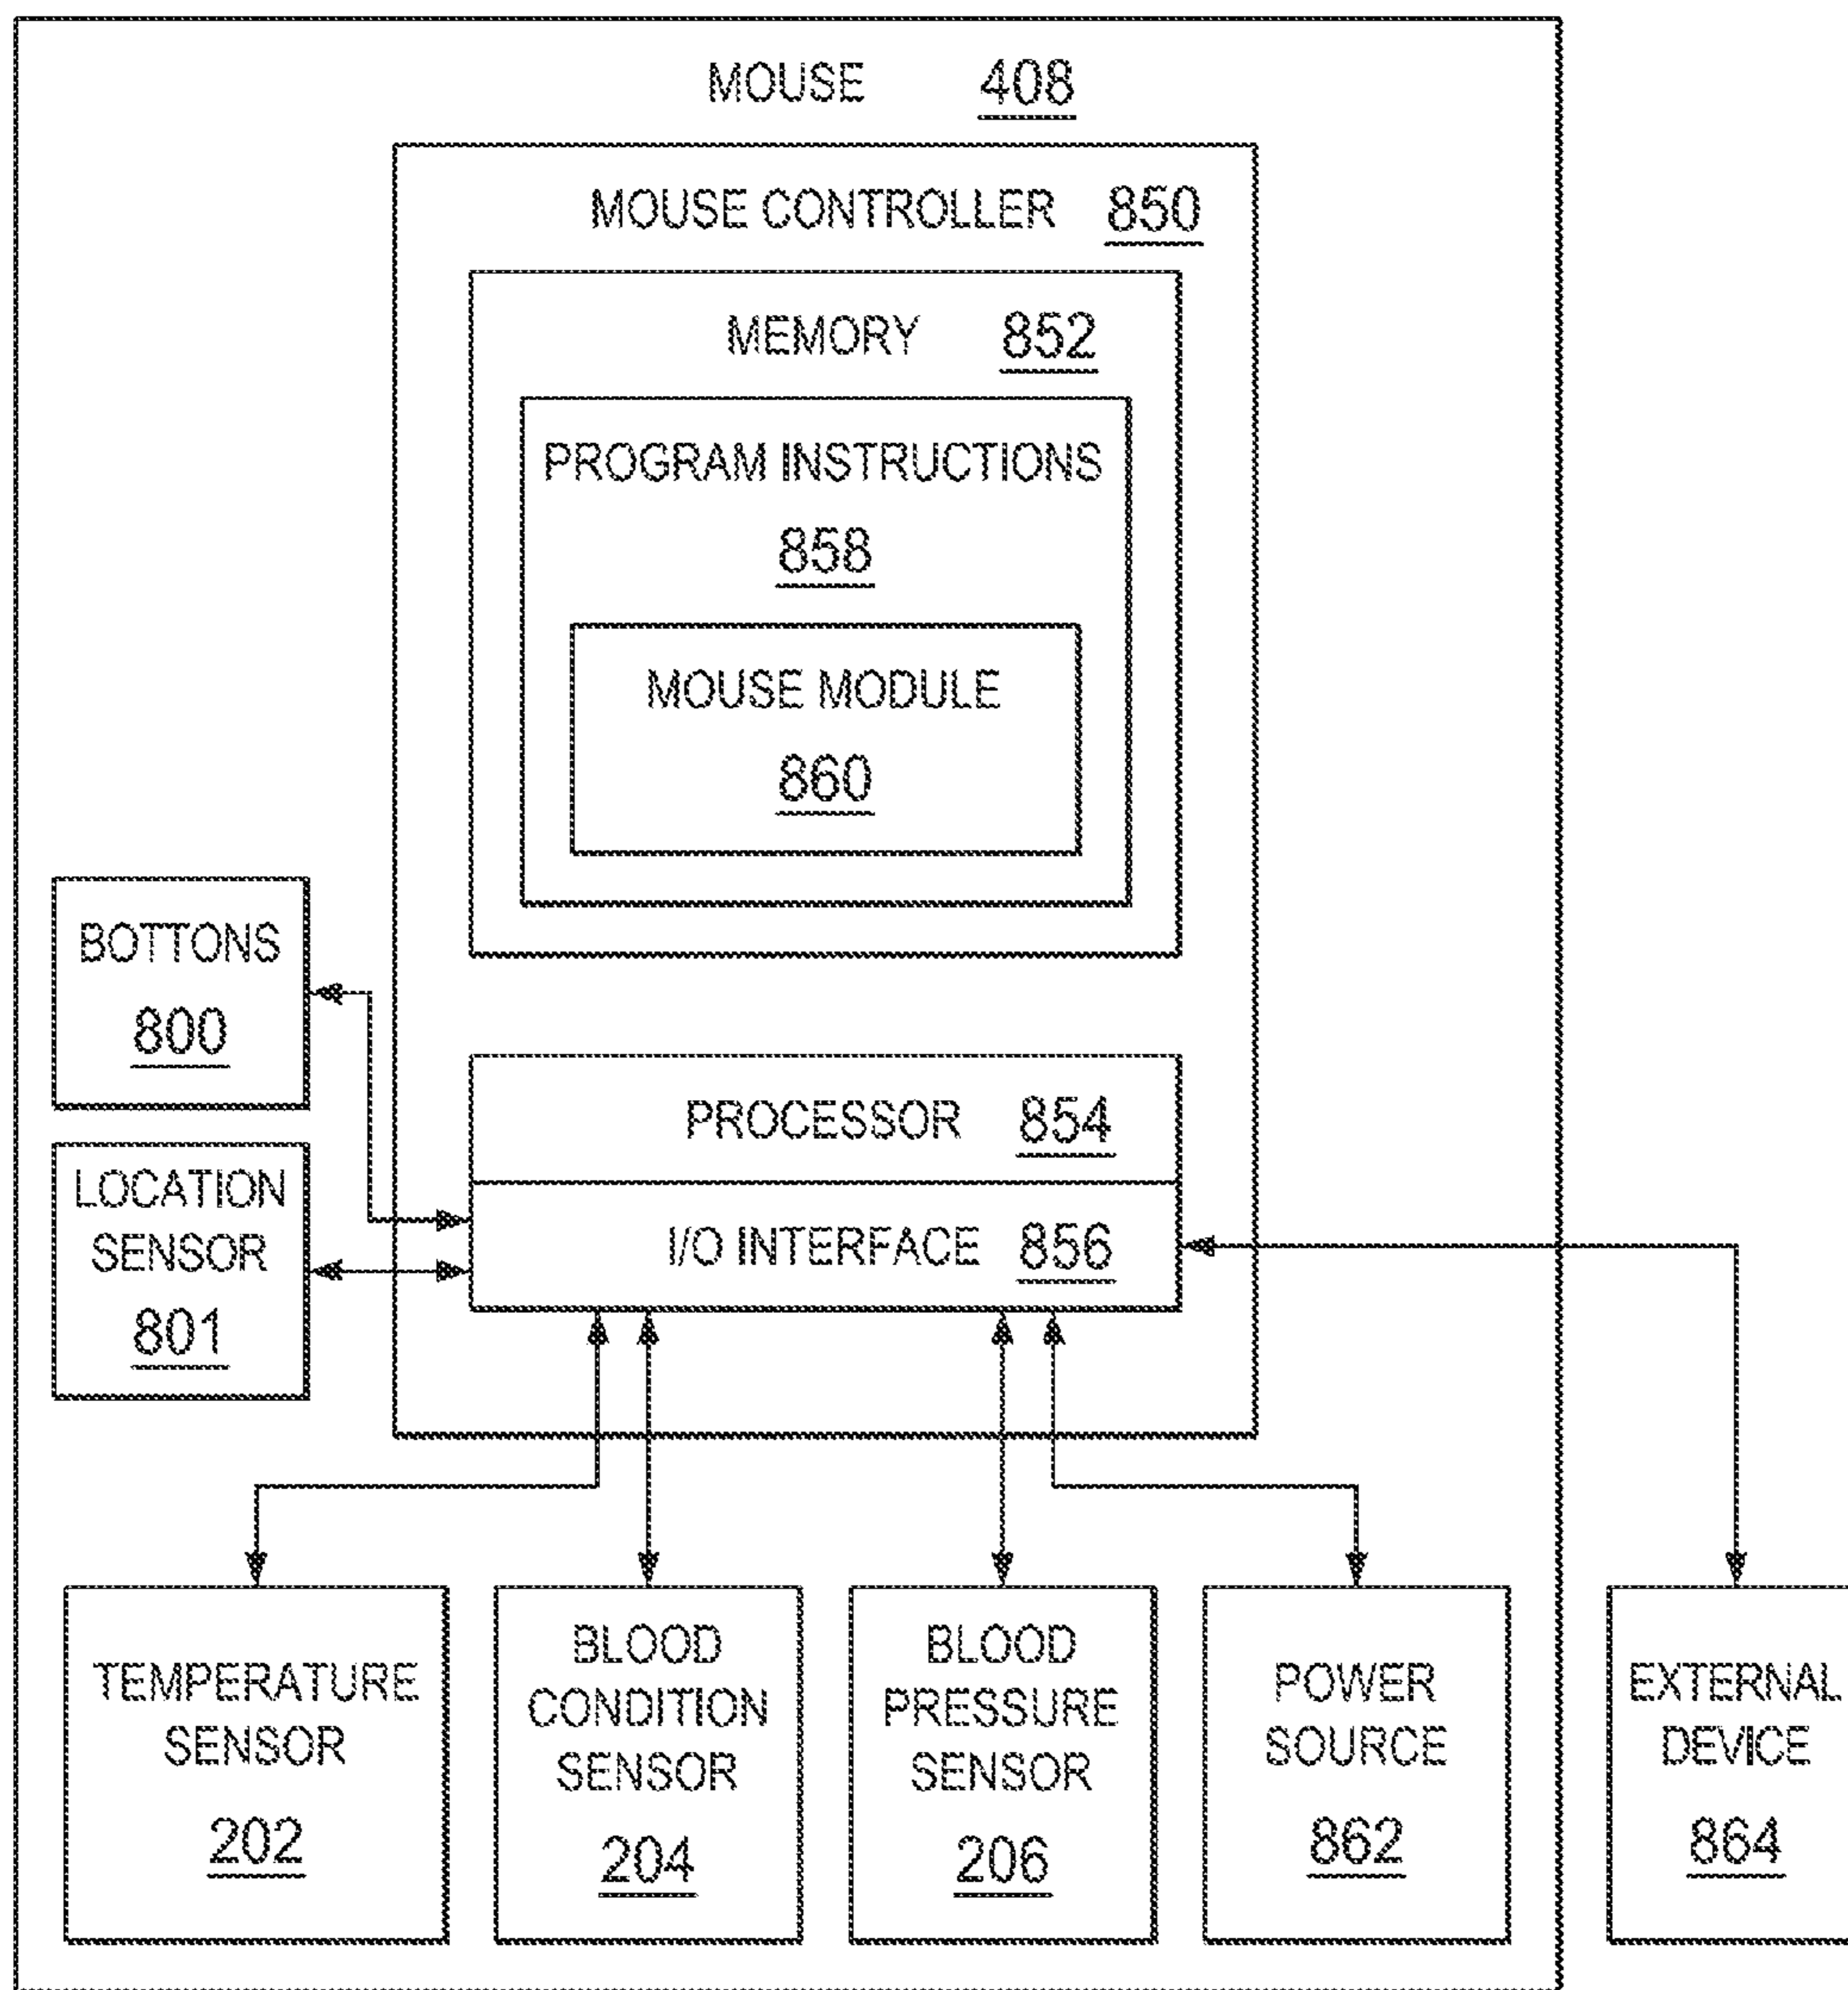 MOUSE 408
MOUSE CONTROLLER 850
MEMORY 852
PROGRAM INSTRUCTIONS
858
MOUSE MODULE
860
BOTTONS
800
PROCESSOR 854
LOCATION
SENSOR
801
I/O INTERFACE 856
TEMPERATURE
SENSOR
202
BLOOD
CONDITION
SENSOR
204
BLOOD
PRESSURE
SENSOR
206
POWER
SOURCE
862
EXTERNAL
DEVICE
864